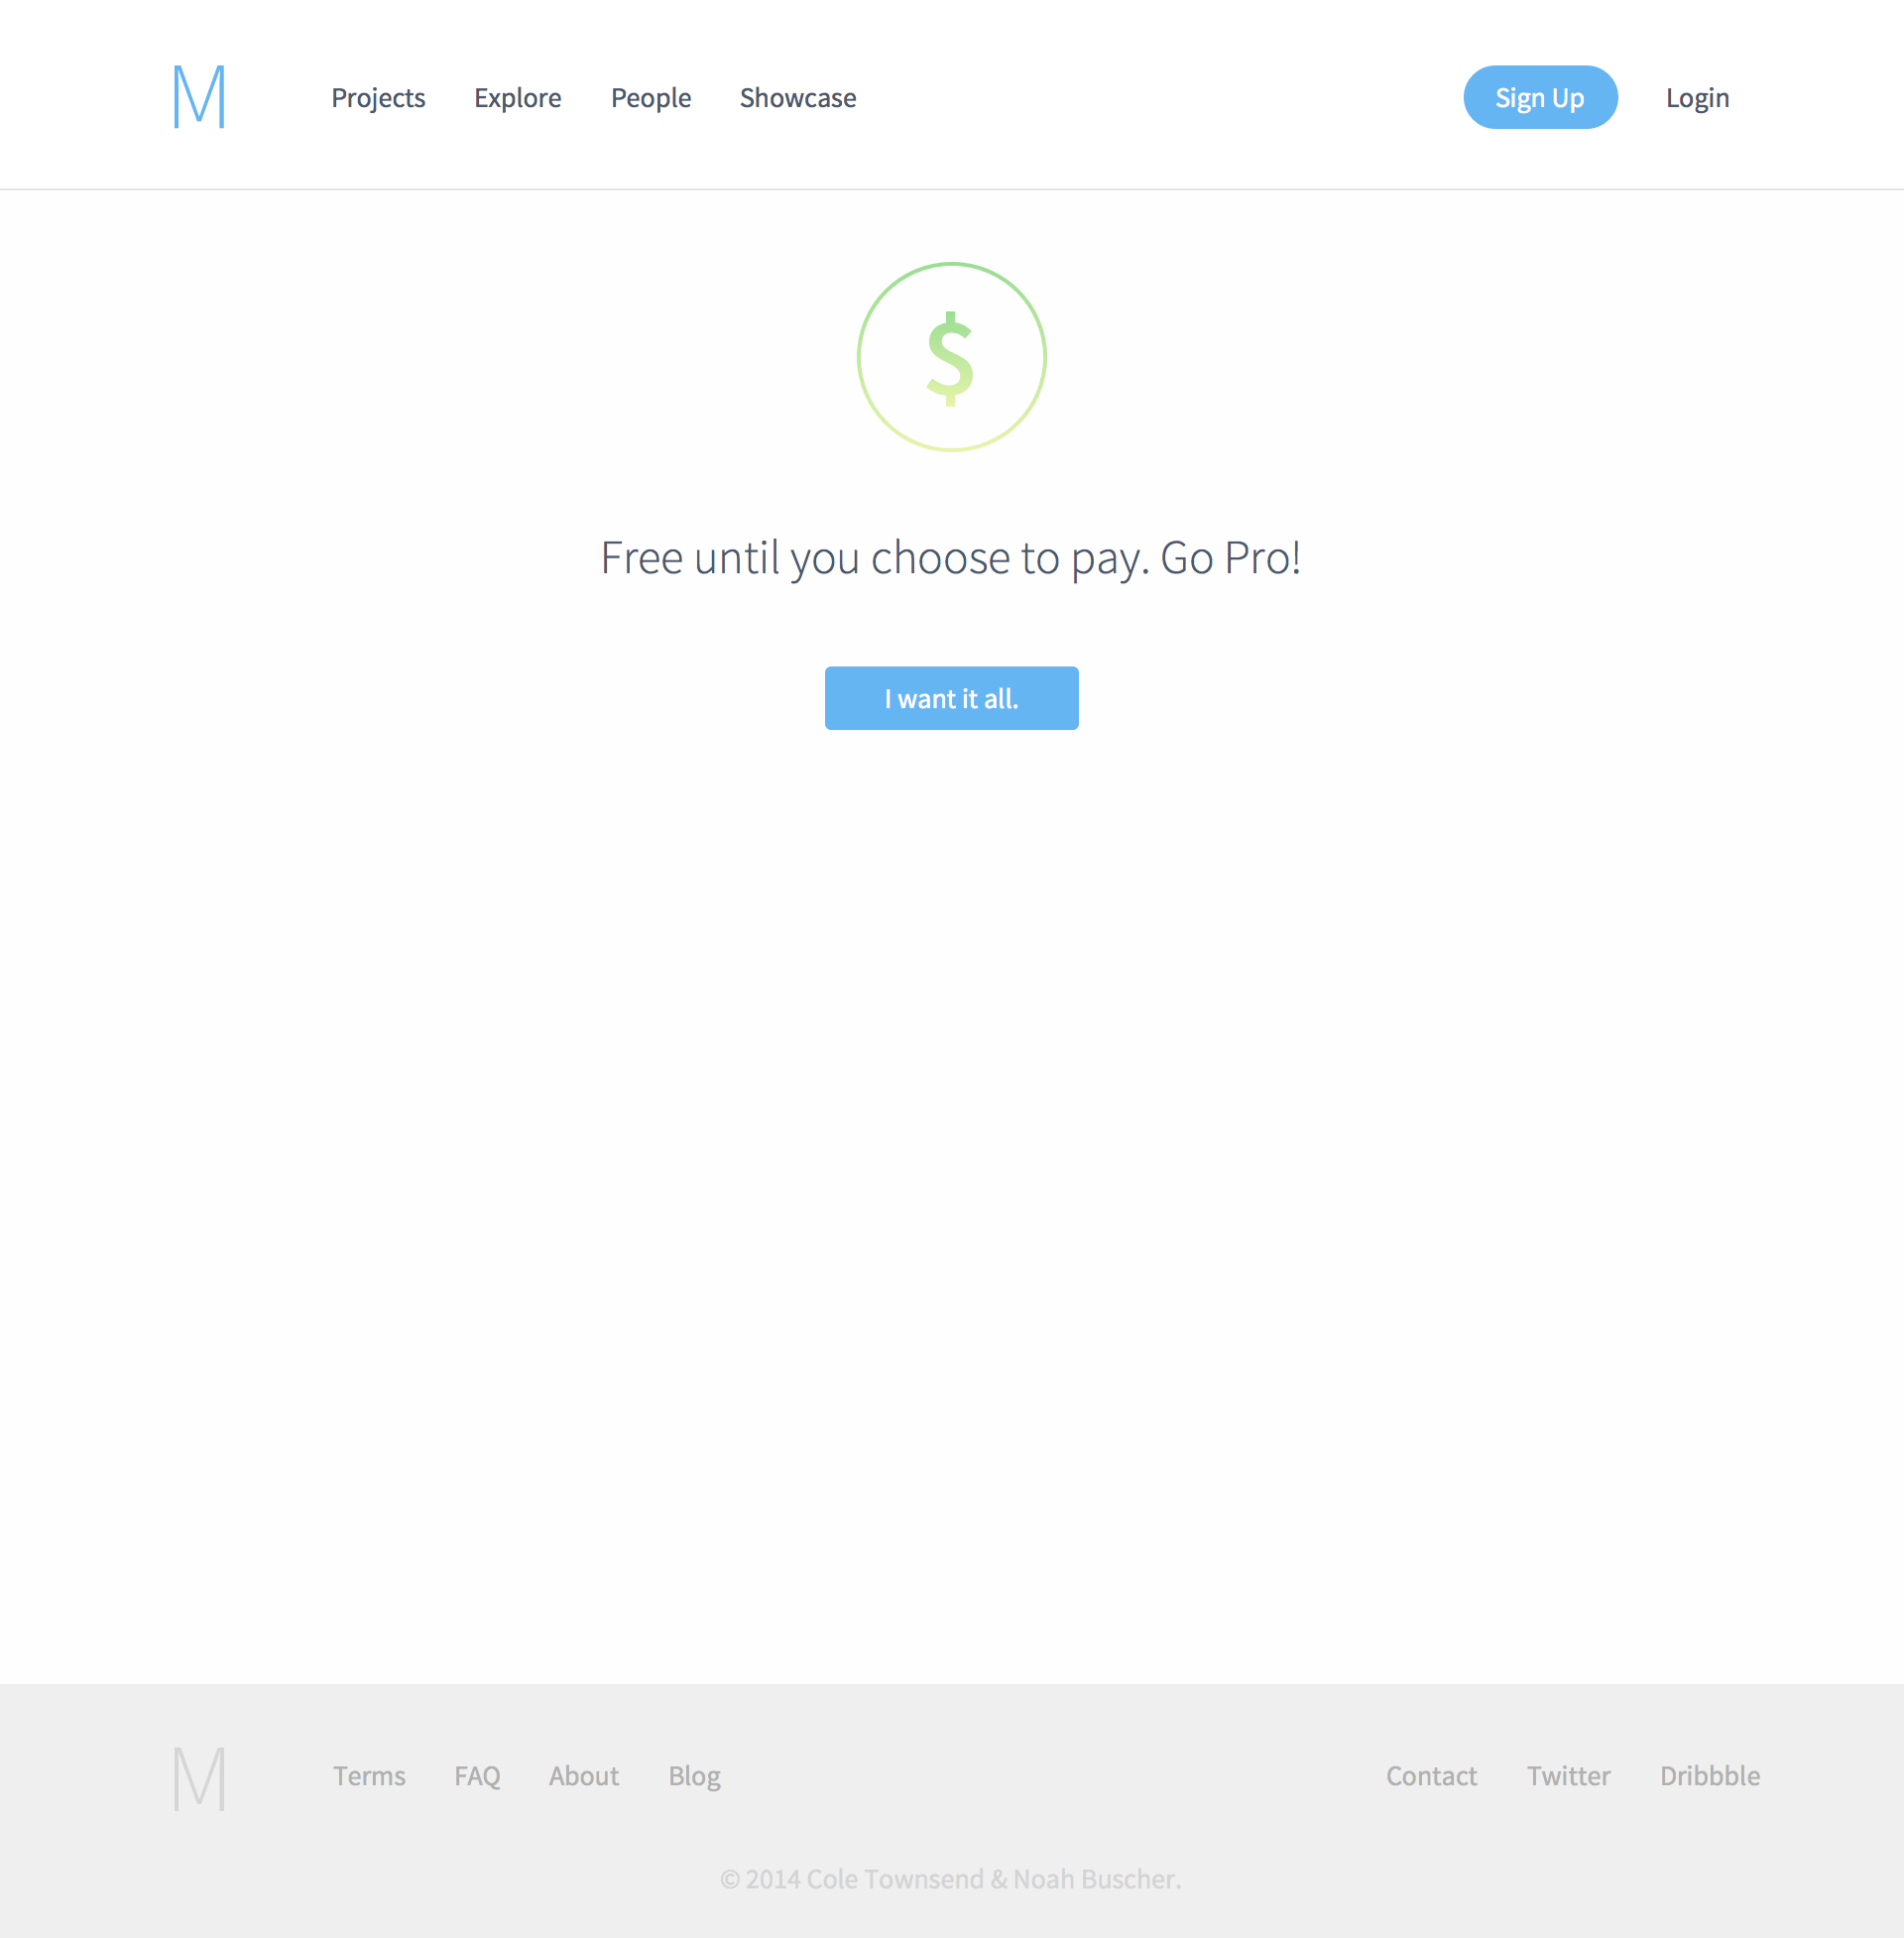 M Projects Explore People Showcase Sign Up Login
$
Free until you choose to pay. Go Pro!
I want it all.
M Terms FAQ About Blog Contact Twitter Dribbble
© 2014 Cole Townsend & Noah Buscher.